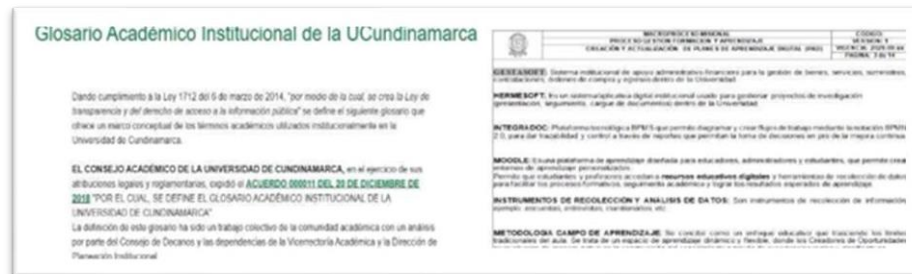 Glosario Académico Institucional de la UCundinamarca
Dando cumplimiento a la Ley 1712 del 6 de marzo de 2014, "por medio de la cual, se crea la Ley de
transparencia y del derecho de acceso a la información pública" se define el siguiente glosario que
ofrece un marco conceptual de los términos académicos utilizados institucionalmente en la
Universidad de Cundinamarca.
EL CONSEJO ACADÉMICO DE LA UNIVERSIDAD DE CUNDINAMARCA, en el ejercicio de sus
atribuciones legales y reglamentarias, expidió el ACUERDO 000011 DEL 20 DE DICIEMBRE DE
2018 "POR EL CUAL, SE DEFINE EL GLOSARIO ACADÉMICO INSTITUCIONAL DE LA
UNIVERSIDAD DE CUNDINAMARCA"
La definición de este glosario ha sido un trabajo colectivo de la comunidad académica con un análisis
por parte del Consejo de Decanos y las dependencias de la Vicerrectoría Académica y la Dirección de
Planeación Institucional
MACROPROCESO MISIONAL
PROCESO GESTIÓN FORMACIÓN Y APRENDIZAJE
CREACIÓN Y ACTUALIZACIÓN DE PLANES DE APRENDIZAJE DIGITAL (PAD)
CÓDIGO:
VERSIÓN:
VIGENCIA:
PÁGINA:
GESTASOFT: Sistema institucional de apoyo administrativo financiero para la gestión de bienes, servicios, suministros,
contrataciones, órdenes de compra y egresos dentro de la Universidad.
HERMESOFT: Es un sistema/aplicativo digital institucional usado para gestionar proyectos de investigación
(presentación, seguimiento, cargue de documentos) dentro de la Universidad
INTEGRADOC: Plataforma tecnológica BPMS que permite diagramar y crear flujos de trabajo mediante la notación BPMN
2.0, para dar trazabilidad y control a través de reportes que permitan la toma de decisiones en pro de la mejora continua
MOODLE: Es una plataforma de aprendizaje diseñada para educadores, administradores y estudiantes, que permite crear
entornos de aprendizaje personalizados.
Permite que estudiantes y profesores accedan a recursos educativos digitales y herramientas de recolección de datos
para facilitar los procesos formativos, seguimiento académico y lograr los resultados esperados de aprendizaje.
INSTRUMENTOS DE RECOLECCIÓN Y ANÁLISIS DE DATOS: Son instrumentos de recolección de información,
ejemplo: encuestas, entrevistas, cuestionarios, etc.
METODOLOGÍA CAMPO DE APRENDIZAJE: Se concibe como un enfoque educativo que trasciende los límites
tradicionales del aula. Se trata de un espacio de aprendizaje dinámico y flexible, donde los Creadores de Oportunidades